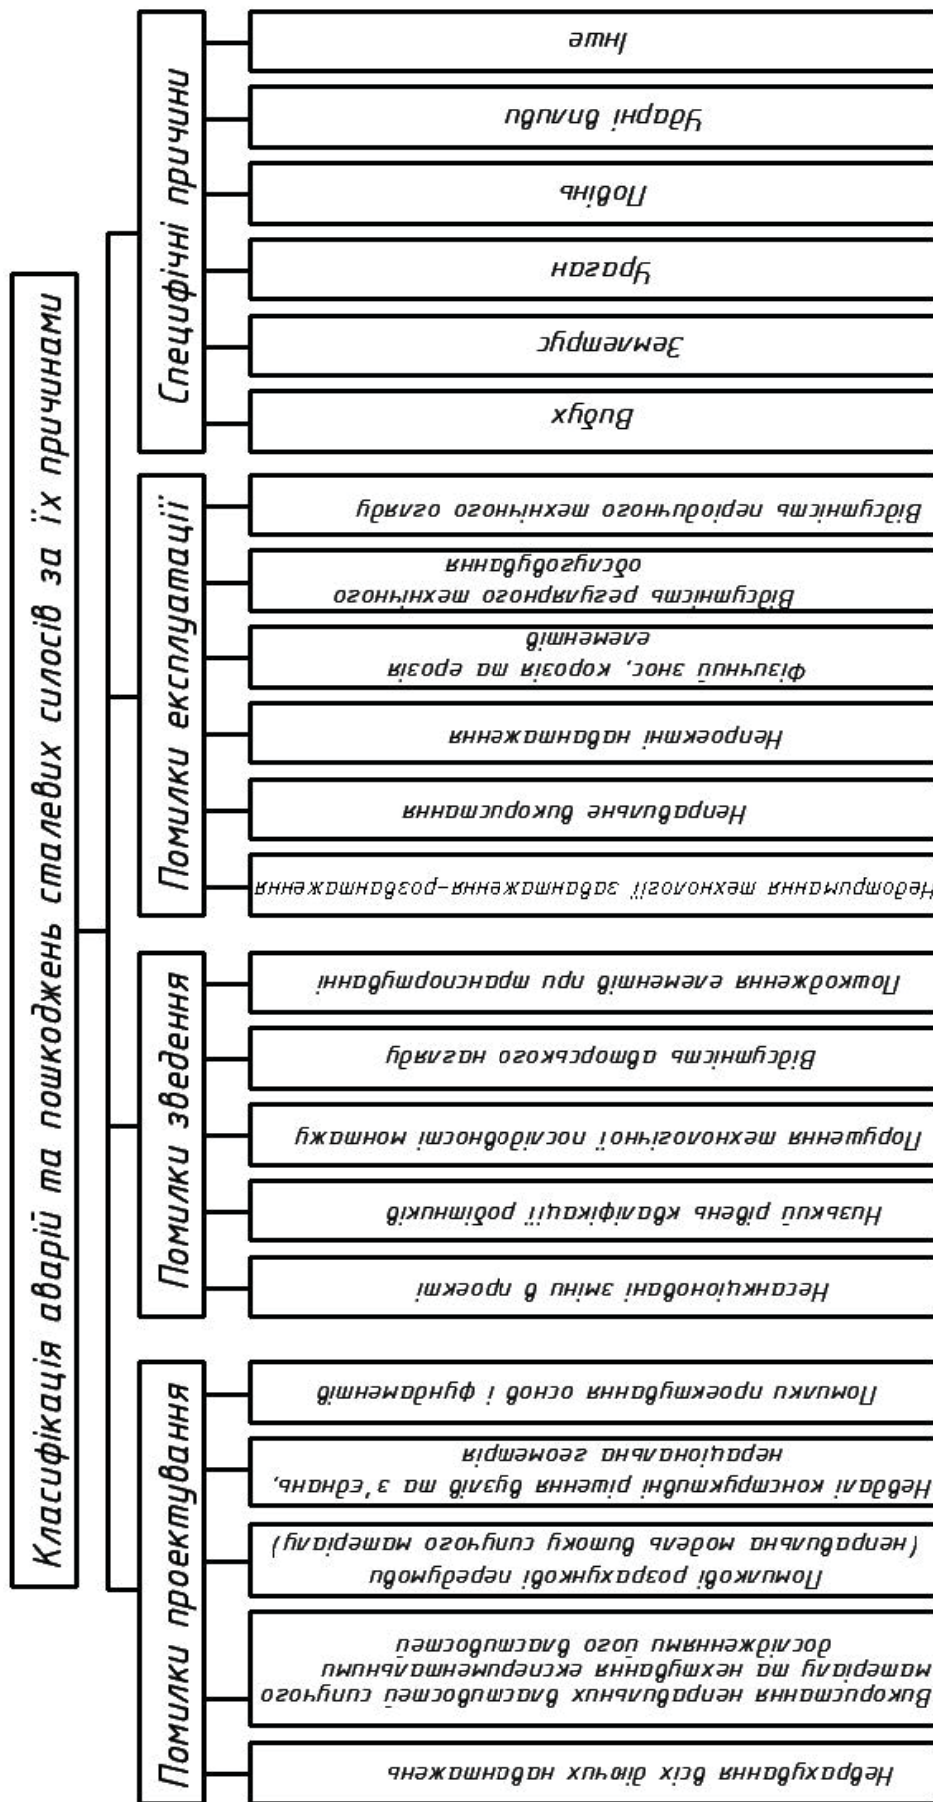 Класифікація аварій та пошкоджень сталевих силосів за їх причинами
Помилки проектування
Неврахування всіх діючих навантажень
Використання неправильних властивостей сипучого
матеріалу та нехтування експериментальними
дослідженнями його властивостей
Помилкові розрахункові передумови
(неправильна модель витоку сипучого матеріалу)
Невдалі конструктивні рішення вузлів та з'єднань,
нераціональна геометрія
Помилки проектування основ і фундаментів
Помилки зведення
Несанкціоновані зміни в проекті
Низький рівень кваліфікації робітників
Порушення технологічної послідовності монтажу
Відсутність авторського нагляду
Пошкодження елементів при транспортуванні
Помилки експлуатації
Недотримання технології завантаження-розвантаження
Неправильне використання
Непроектні навантаження
Фізичний знос, корозія та ерозія
елементів
Відсутність регулярного технічного
обслуговування
Відсутність періодичного технічного огляду
Специфічні причини
Вибух
Землетрус
Ураган
Повінь
Ударні впливи
Інше